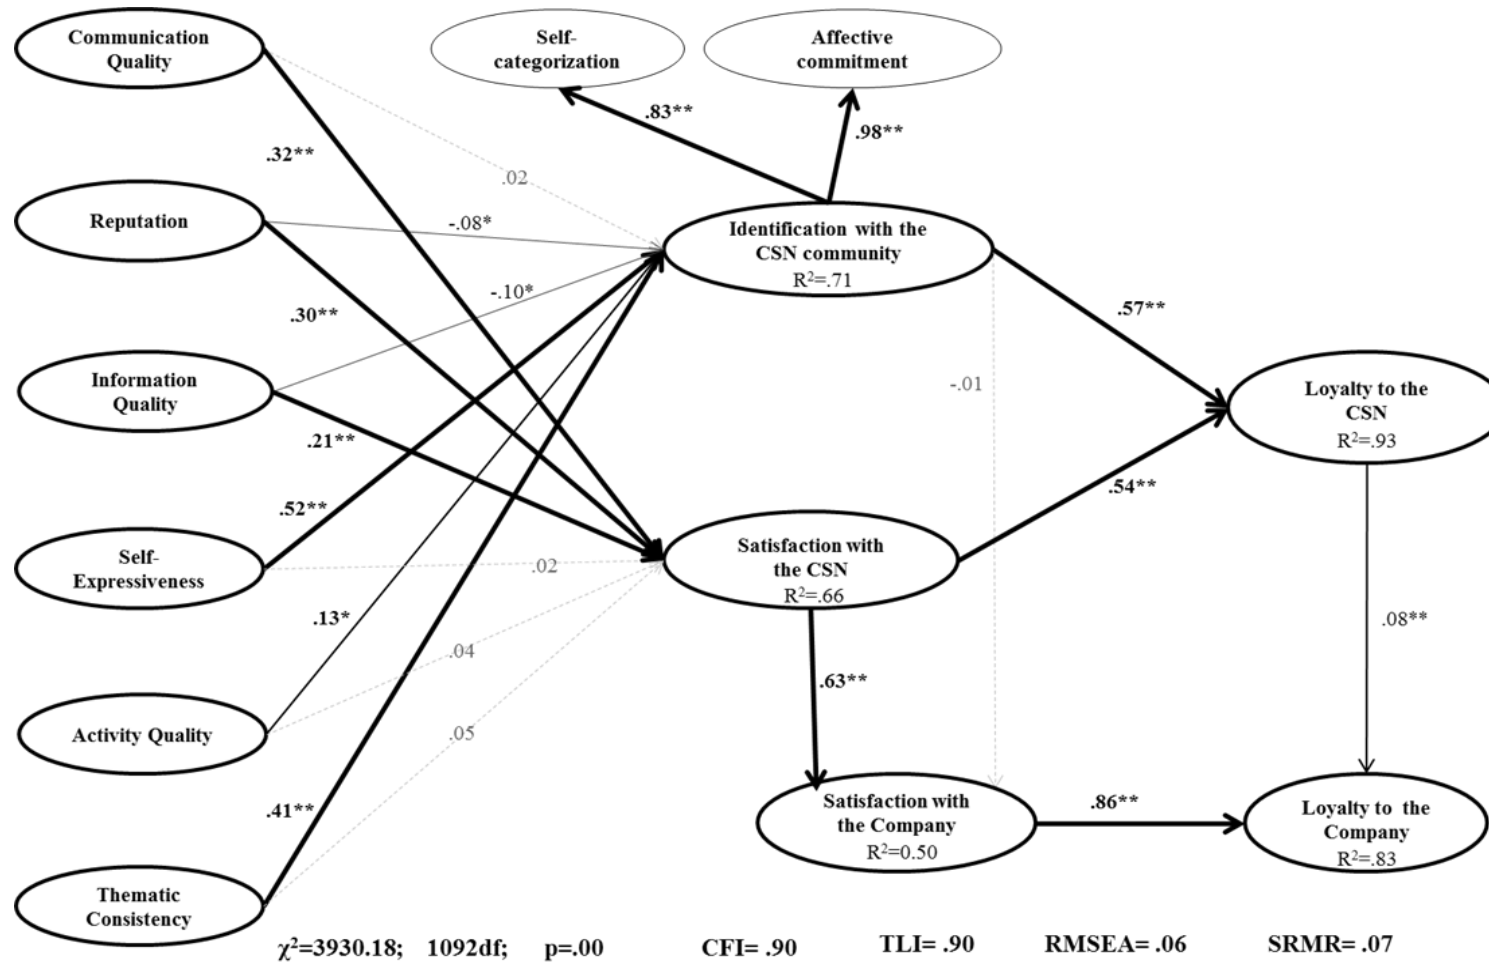 Communication
Quality
Self-
categorization
Affective
commitment
.83**
.98**
.32**
.02
Reputation
-.08*
Identification with the
CSN community
R²=.71
-.10*
.30**
.57**
Information
Quality
-.01
Loyalty to the
CSN
R²=.93
.21**
.54**
.52**
Self-
Expressiveness
.02
Satisfaction with
the CSN
R²=.66
.13*
.08**
.04
.63**
Activity Quality
.05
.41**
Satisfaction with
the Company
R²=0.50
.86**
Loyalty to the
Company
R²=.83
Thematic
Consistency
χ²=3930.18; 1092df; p=.00 CFI= .90 TLI= .90 RMSEA= .06 SRMR= .07